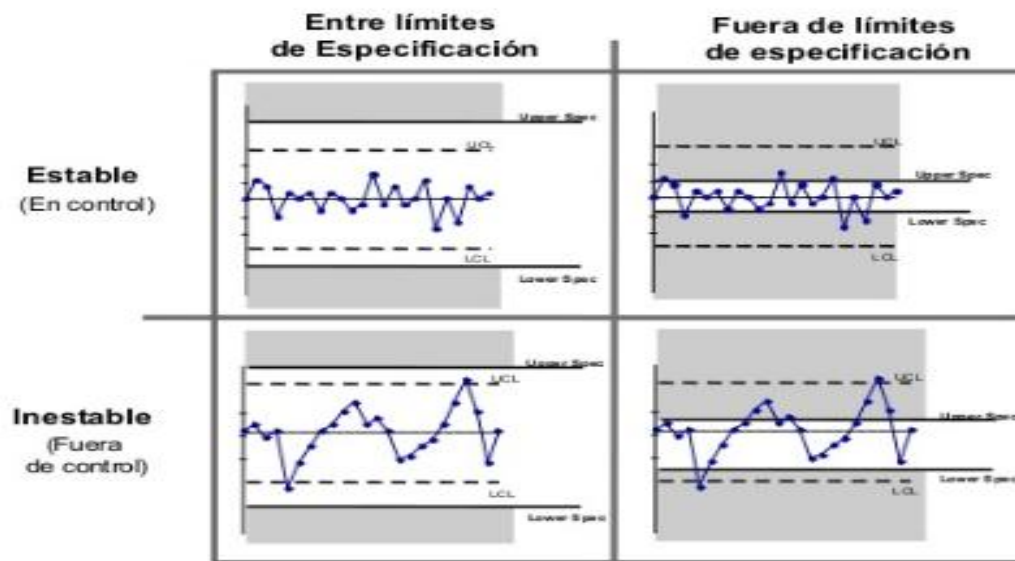 Entre límites
de Especificación
Fuera de límites
de especificación
Estable
(En control)
Upper Spec
UCL
LCL
Lower Spec
UCL
Upper Spec
Lower Spec
LCL
Inestable
(Fuera
de control)
Upper Spec
UCL
LCL
Lower Spec
UCL
Upper Spec
Lower Spec
LCL